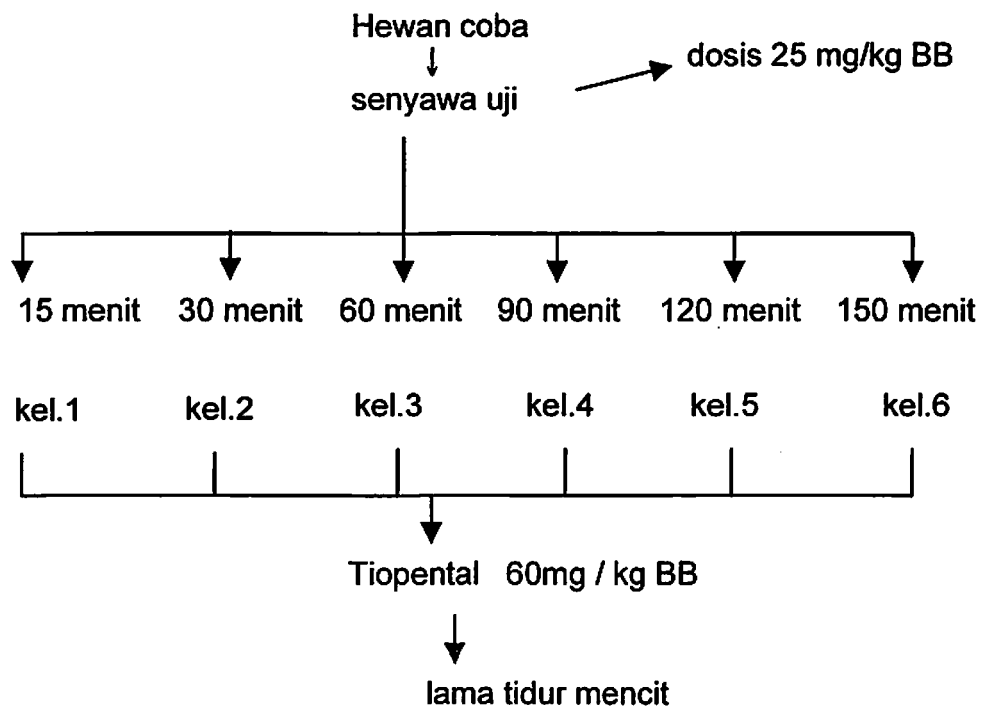 Hewan coba
dosis 25 mg/kg BB
senyawa uji
15 menit 30 menit 60 menit 90 menit 120 menit 150 menit
kel.1 kel.2 kel.3 kel.4 kel.5 kel.6
Tiopental 60mg / kg BB
lama tidur mencit